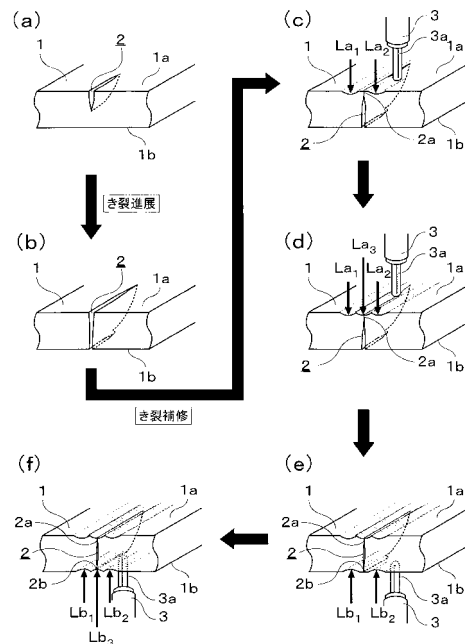 (a)
1
2
1a
1b
き裂進展
(b)
1
2
1a
1b
き裂補修
(c)
1
La1
La2
3
3a
1a
2
2a
1b
(d)
1
La1
La3
La2
3
3a
1a
2
2a
1b
(e)
1
1a
2a
2
2b
1b
Lb1
Lb2
3a
3
(f)
1
1a
2a
2
2b
1b
Lb1
Lb3
Lb2
3a
3